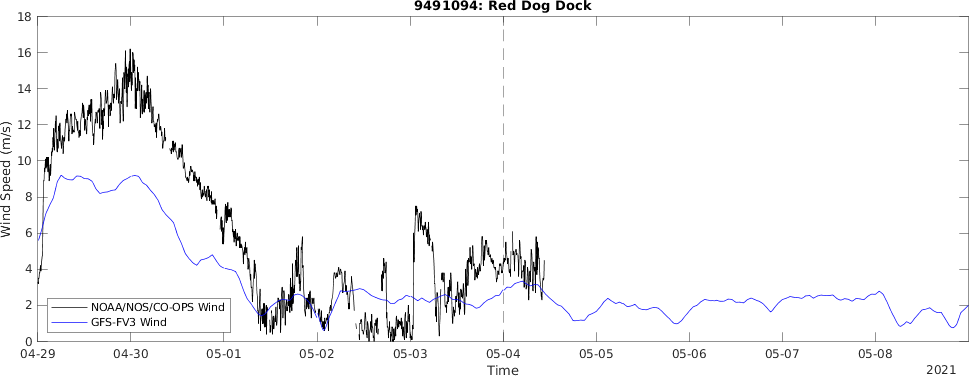 9491094: Red Dog Dock
18
16
14
12
10
8
6
4
2
0
Wind Speed (m/s)
NOAA/NOS/CO-OPS Wind
GFS-FV3 Wind
04-29 04-30 05-01 05-02 05-03 05-04 05-05 05-06 05-07 05-08
Time
2021